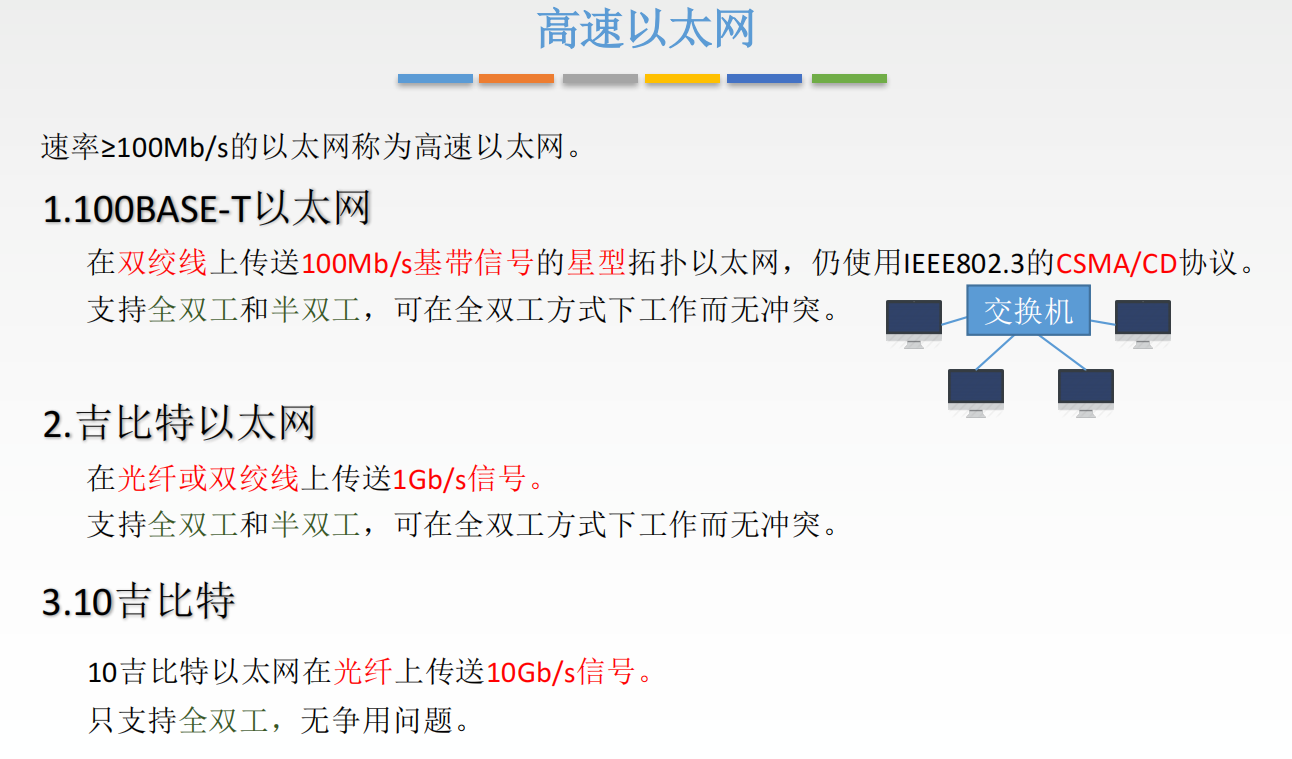 高速以太网
速率≥100Mb/s的以太网称为高速以太网。
1.100BASE-T以太网
在双绞线上传送100Mb/s基带信号的星型拓扑以太网，仍使用IEEE802.3的CSMA/CD协议。
支持全双工和半双工，可在全双工方式下工作而无冲突。
交换机
2.吉比特以太网
在光纤或双绞线上传送1Gb/s信号。
支持全双工和半双工，可在全双工方式下工作而无冲突。
3.10吉比特
10吉比特以太网在光纤上传送10Gb/s信号。
只支持全双工，无争用问题。